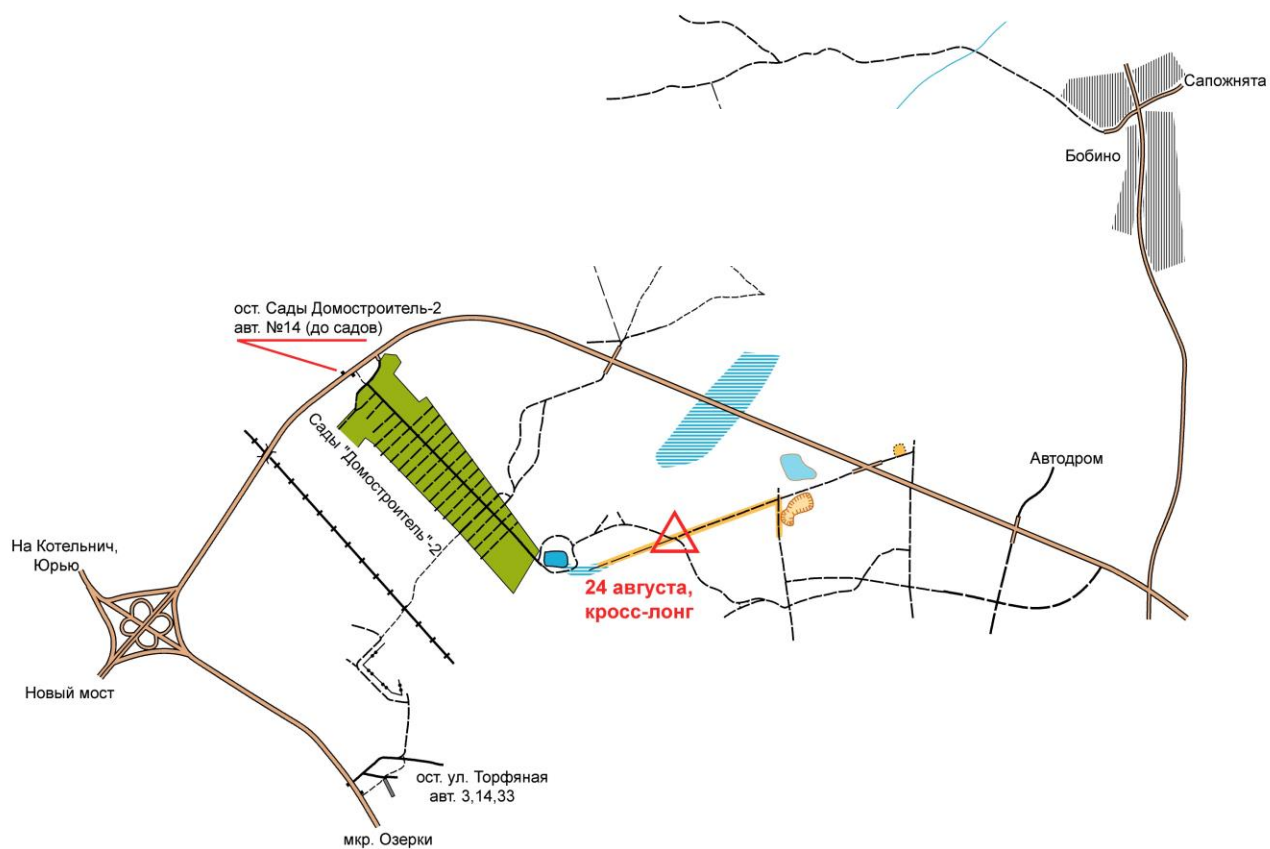 Сапожнята
Бобино
ост. Сады Домостроитель-2
авт. №14 (до садов)
Сады "Домостроитель"-2
Автодром
На Котельнич,
Юрью
24 августа,
кросс-лонг
Новый мост
ост. ул. Торфяная
авт. 3,14,33
мкр. Озерки